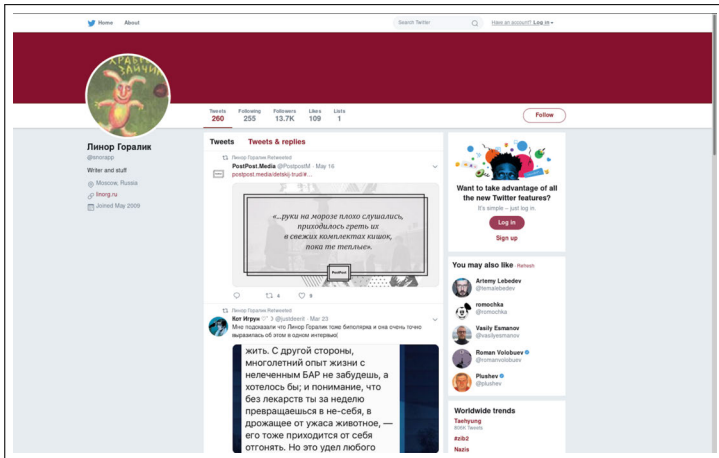 Home About
Search Twitter
Have an account? Log in
ХРАБР
ЗАЙЧИК
Tweets Following Followers Likes Lists
260 255 13.7K 109 1
Follow
Линор Горалик
@snorapp
Writer and stuff
Moscow, Russia
linorg.ru
Joined May 2009
Tweets Tweets & replies
Линор Горалик Retweeted
PostPost.Media @PostpostM · May 16
postpost.media/detskij-trud/#...
«...руки на морозе плохо слушались,
приходилось греть их
в свежих комплектах кишок,
пока те теплые».
PostPost
4 9
Линор Горалик Retweeted
Кот Игрун @justdeerit · Mar 23
Мне подсказали что Линор Горалик тоже биполярка и она очень точно
выразилась об этом в одном интервью
жить. С другой стороны,
многолетний опыт жизни с
нелеченным БАР не забудешь, а
хотелось бы; и понимание, что
без лекарств ты за неделю
превращаешься в не-себя, в
дрожащее от ужаса животное, —
его тоже приходится от себя
отгонять. Но это удел любого
Want to take advantage of all
the new Twitter features?
It's simple – just log in.
Log in
Sign up
You may also like · Refresh
Artemy Lebedev
@temalebedev
romochka
@romochka
Vasily Esmanov
@vasilyesmanov
Roman Volobuev
@romanvolobuev
Plushev
@plushev
Worldwide trends
Taehyung
Tweets
#zib2
Nazis